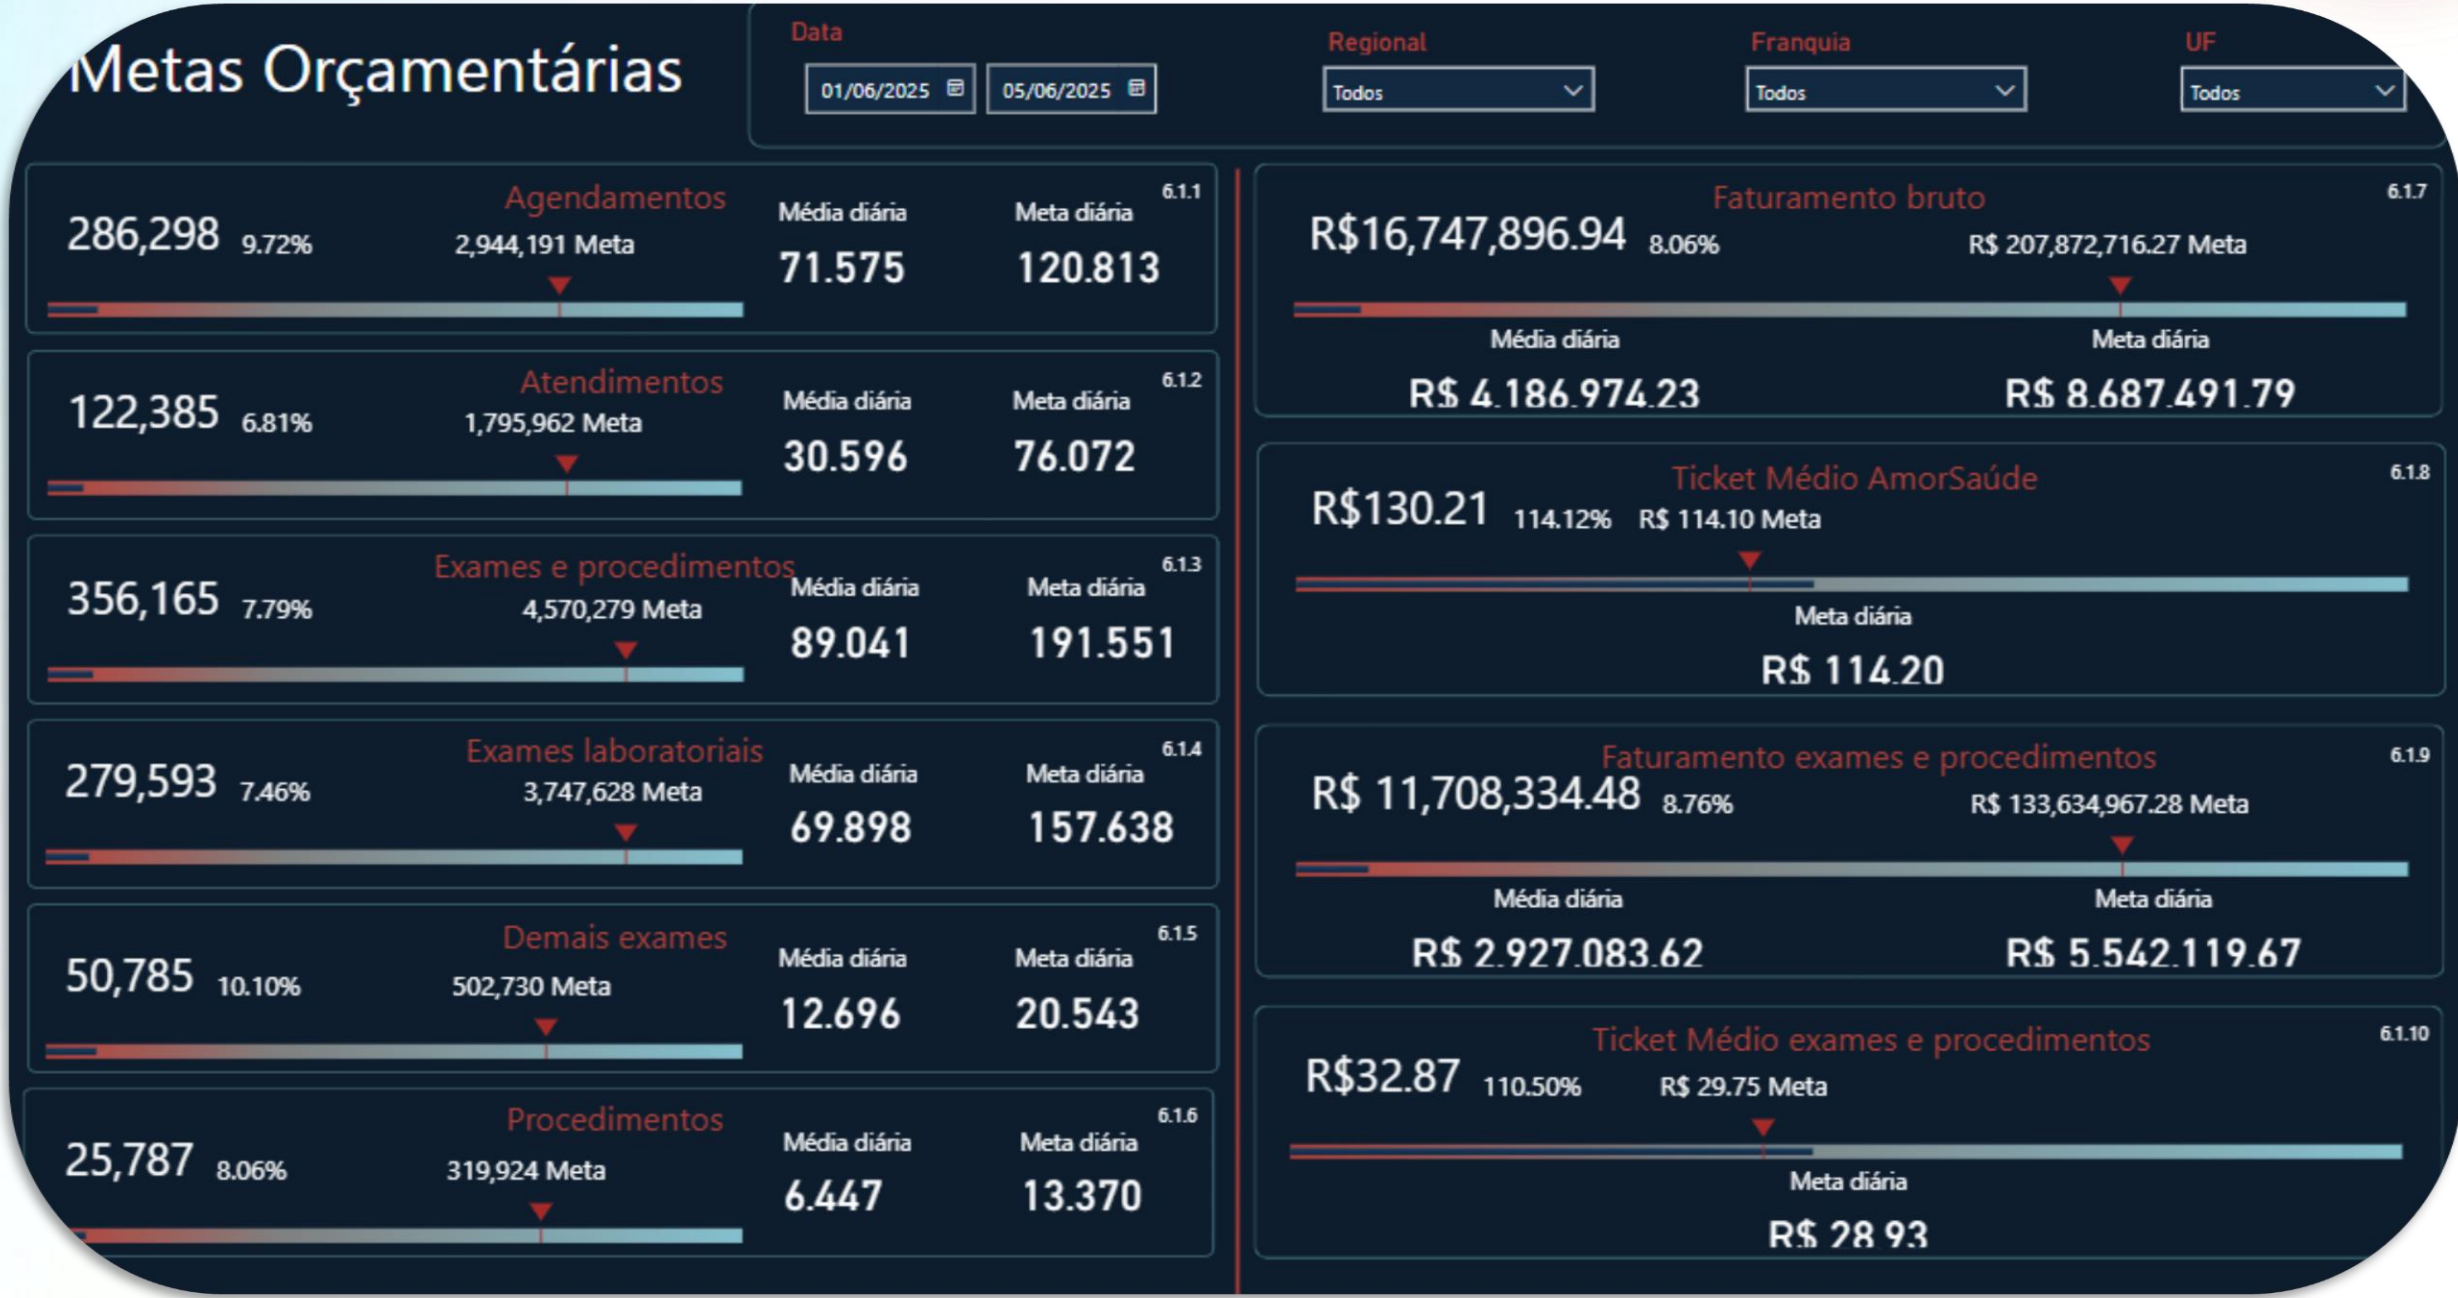 Metas Orçamentárias
Data
01/06/2025 05/06/2025
Regional
Todos
Franquia
Todos
UF
Todos
Agendamentos
6.1.1
286,298 9.72% 2,944,191 Meta
Média diária
71.575
Meta diária
120.813
Atendimentos
6.1.2
122,385 6.81% 1,795,962 Meta
Média diária
30.596
Meta diária
76.072
Exames e procedimentos
6.1.3
356,165 7.79% 4,570,279 Meta
Média diária
89.041
Meta diária
191.551
Exames laboratoriais
6.1.4
279,593 7.46% 3,747,628 Meta
Média diária
69.898
Meta diária
157.638
Demais exames
6.1.5
50,785 10.10% 502,730 Meta
Média diária
12.696
Meta diária
20.543
Procedimentos
6.1.6
25,787 8.06% 319,924 Meta
Média diária
6.447
Meta diária
13.370
Faturamento bruto
6.1.7
R$16,747,896.94 8.06% R$ 207,872,716.27 Meta
Média diária
R$ 4.186.974.23
Meta diária
R$ 8.687.491.79
Ticket Médio AmorSaúde
6.1.8
R$130.21 114.12% R$ 114.10 Meta
Meta diária
R$ 114.20
Faturamento exames e procedimentos
6.1.9
R$ 11,708,334.48 8.76% R$ 133,634,967.28 Meta
Média diária
R$ 2.927.083.62
Meta diária
R$ 5.542.119.67
Ticket Médio exames e procedimentos
6.1.10
R$32.87 110.50% R$ 29.75 Meta
Meta diária
R$ 28.93